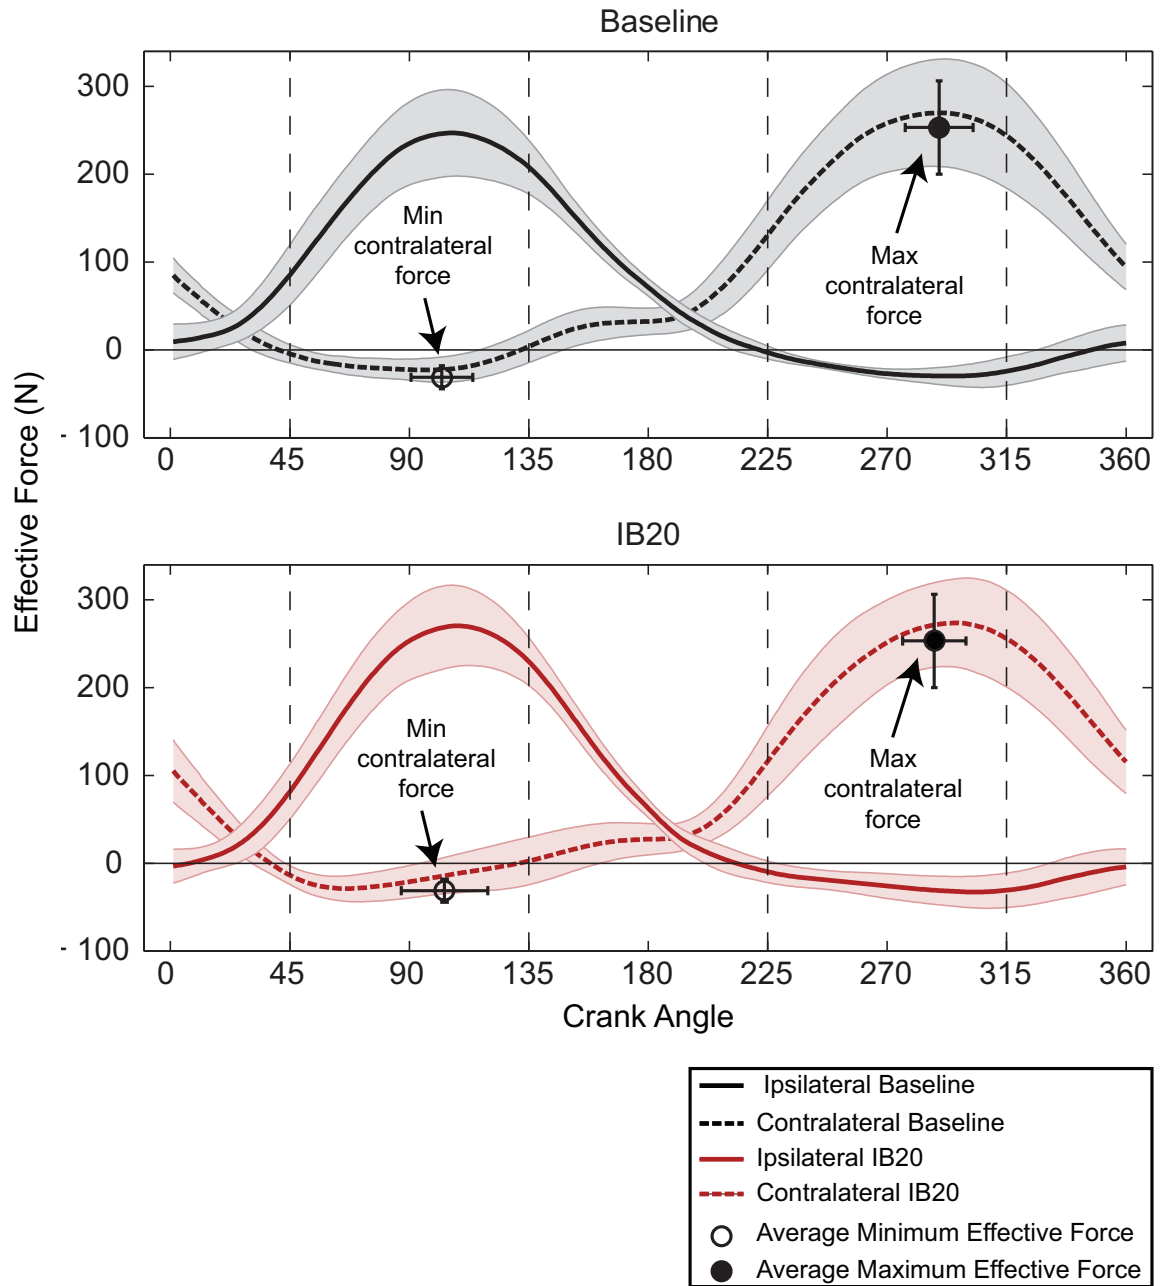 Baseline
300
200
100
0
- 100
Min
contralateral
force
Max
contralateral
force
0 45 90 135 180 225 270 315 360
Effective Force (N)
IB20
300
200
100
0
- 100
Min
contralateral
force
Max
contralateral
force
0 45 90 135 180 225 270 315 360
Crank Angle
Ipsilateral Baseline
Contralateral Baseline
Ipsilateral IB20
Contralateral IB20
Average Minimum Effective Force
Average Maximum Effective Force